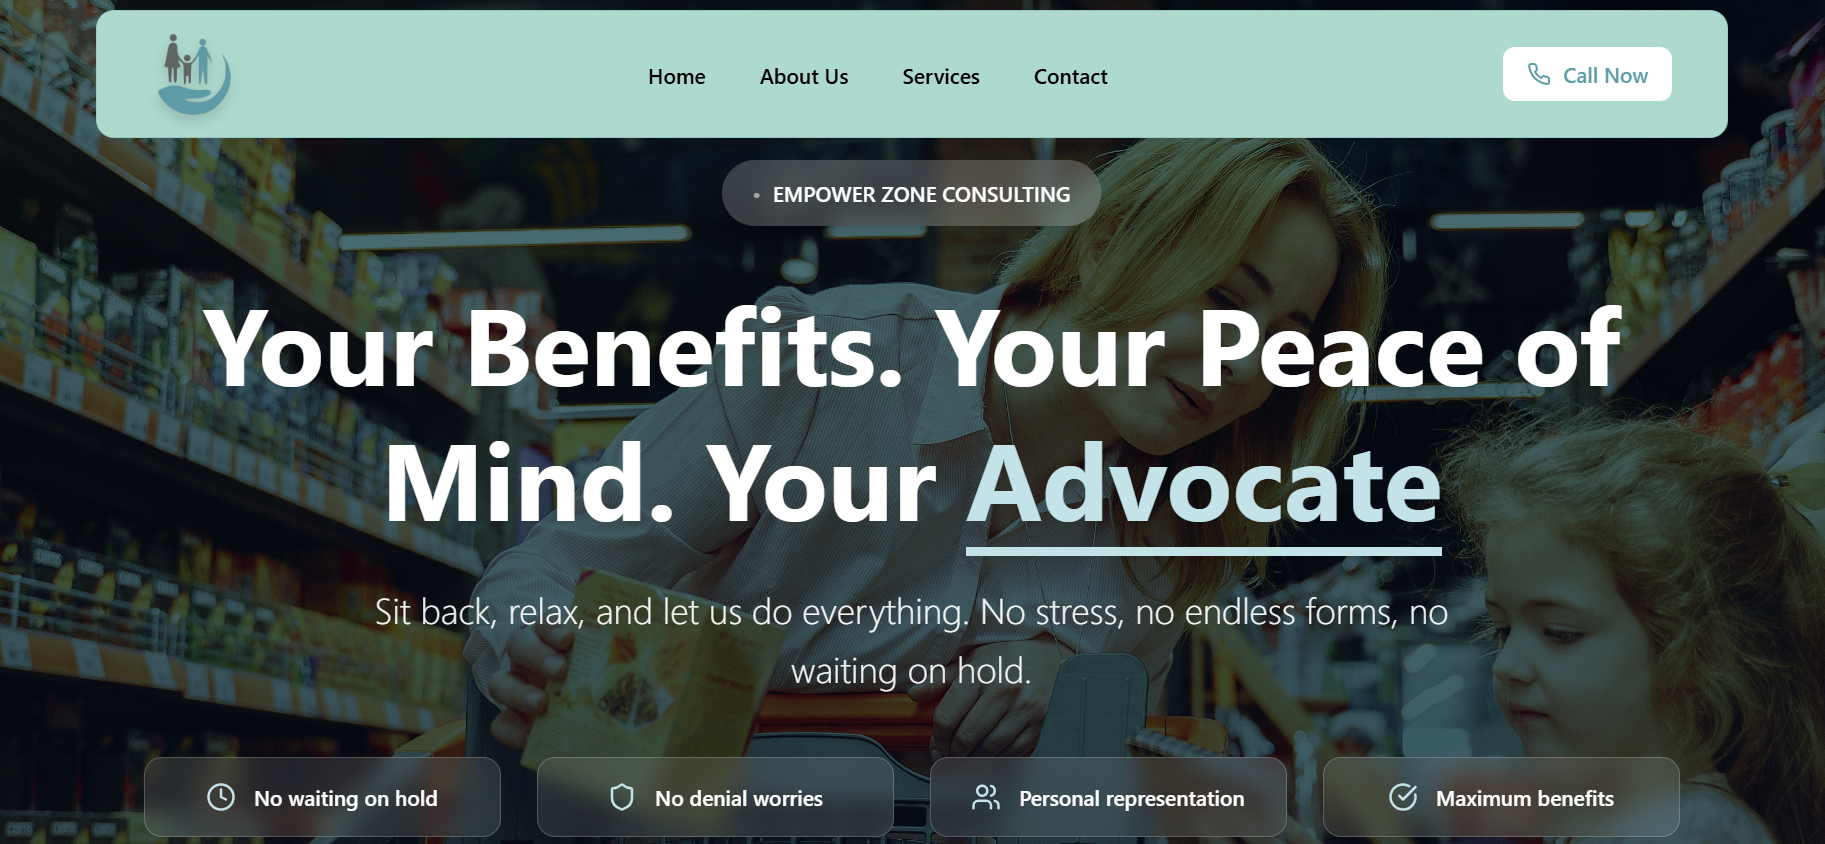 Home
About Us
Services
Contact
Call Now
• EMPOWER ZONE CONSULTING
Your Benefits. Your Peace of
Mind. Your Advocate
Sit back, relax, and let us do everything. No stress, no endless forms, no
waiting on hold.
No waiting on hold
No denial worries
Personal representation
Maximum benefits